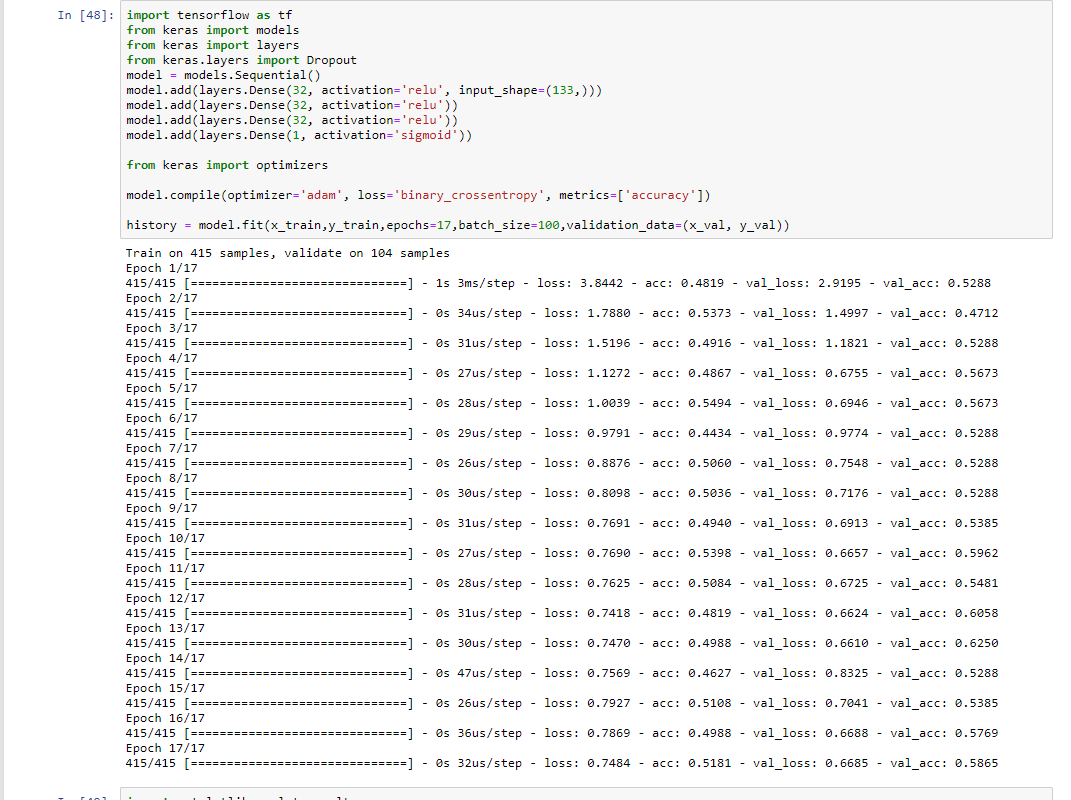 In [48]:
import tensorflow as tf
from keras import models
from keras import layers
from keras.layers import Dropout
model = models.Sequential()
model.add(layers.Dense(32, activation='relu', input_shape=(133,)))
model.add(layers.Dense(32, activation='relu'))
model.add(layers.Dense(32, activation='relu'))
model.add(layers.Dense(1, activation='sigmoid'))
from keras import optimizers
model.compile(optimizer='adam', loss='binary_crossentropy', metrics=['accuracy'])
history = model.fit(x_train,y_train,epochs=17,batch_size=100,validation_data=(x_val, y_val))
Train on 415 samples, validate on 104 samples
Epoch 1/17
415/415 [==============================] - 1s 3ms/step - loss: 3.8442 - acc: 0.4819 - val_loss: 2.9195 - val_acc: 0.5288
Epoch 2/17
415/415 [==============================] - 0s 34us/step - loss: 1.7880 - acc: 0.5373 - val_loss: 1.4997 - val_acc: 0.4712
Epoch 3/17
415/415 [==============================] - 0s 31us/step - loss: 1.5196 - acc: 0.4916 - val_loss: 1.1821 - val_acc: 0.5288
Epoch 4/17
415/415 [==============================] - 0s 27us/step - loss: 1.1272 - acc: 0.4867 - val_loss: 0.6755 - val_acc: 0.5673
Epoch 5/17
415/415 [==============================] - 0s 28us/step - loss: 1.0039 - acc: 0.5494 - val_loss: 0.6946 - val_acc: 0.5673
Epoch 6/17
415/415 [==============================] - 0s 29us/step - loss: 0.9791 - acc: 0.4434 - val_loss: 0.9774 - val_acc: 0.5288
Epoch 7/17
415/415 [==============================] - 0s 26us/step - loss: 0.8876 - acc: 0.5060 - val_loss: 0.7548 - val_acc: 0.5288
Epoch 8/17
415/415 [==============================] - 0s 30us/step - loss: 0.8098 - acc: 0.5036 - val_loss: 0.7176 - val_acc: 0.5288
Epoch 9/17
415/415 [==============================] - 0s 31us/step - loss: 0.7691 - acc: 0.4940 - val_loss: 0.6913 - val_acc: 0.5385
Epoch 10/17
415/415 [==============================] - 0s 27us/step - loss: 0.7690 - acc: 0.5398 - val_loss: 0.6657 - val_acc: 0.5962
Epoch 11/17
415/415 [==============================] - 0s 28us/step - loss: 0.7625 - acc: 0.5084 - val_loss: 0.6725 - val_acc: 0.5481
Epoch 12/17
415/415 [==============================] - 0s 31us/step - loss: 0.7418 - acc: 0.4819 - val_loss: 0.6624 - val_acc: 0.6058
Epoch 13/17
415/415 [==============================] - 0s 30us/step - loss: 0.7470 - acc: 0.4988 - val_loss: 0.6610 - val_acc: 0.6250
Epoch 14/17
415/415 [==============================] - 0s 47us/step - loss: 0.7569 - acc: 0.4627 - val_loss: 0.8325 - val_acc: 0.5288
Epoch 15/17
415/415 [==============================] - 0s 26us/step - loss: 0.7927 - acc: 0.5108 - val_loss: 0.7041 - val_acc: 0.5385
Epoch 16/17
415/415 [==============================] - 0s 36us/step - loss: 0.7869 - acc: 0.4988 - val_loss: 0.6688 - val_acc: 0.5769
Epoch 17/17
415/415 [==============================] - 0s 32us/step - loss: 0.7484 - acc: 0.5181 - val_loss: 0.6685 - val_acc: 0.5865